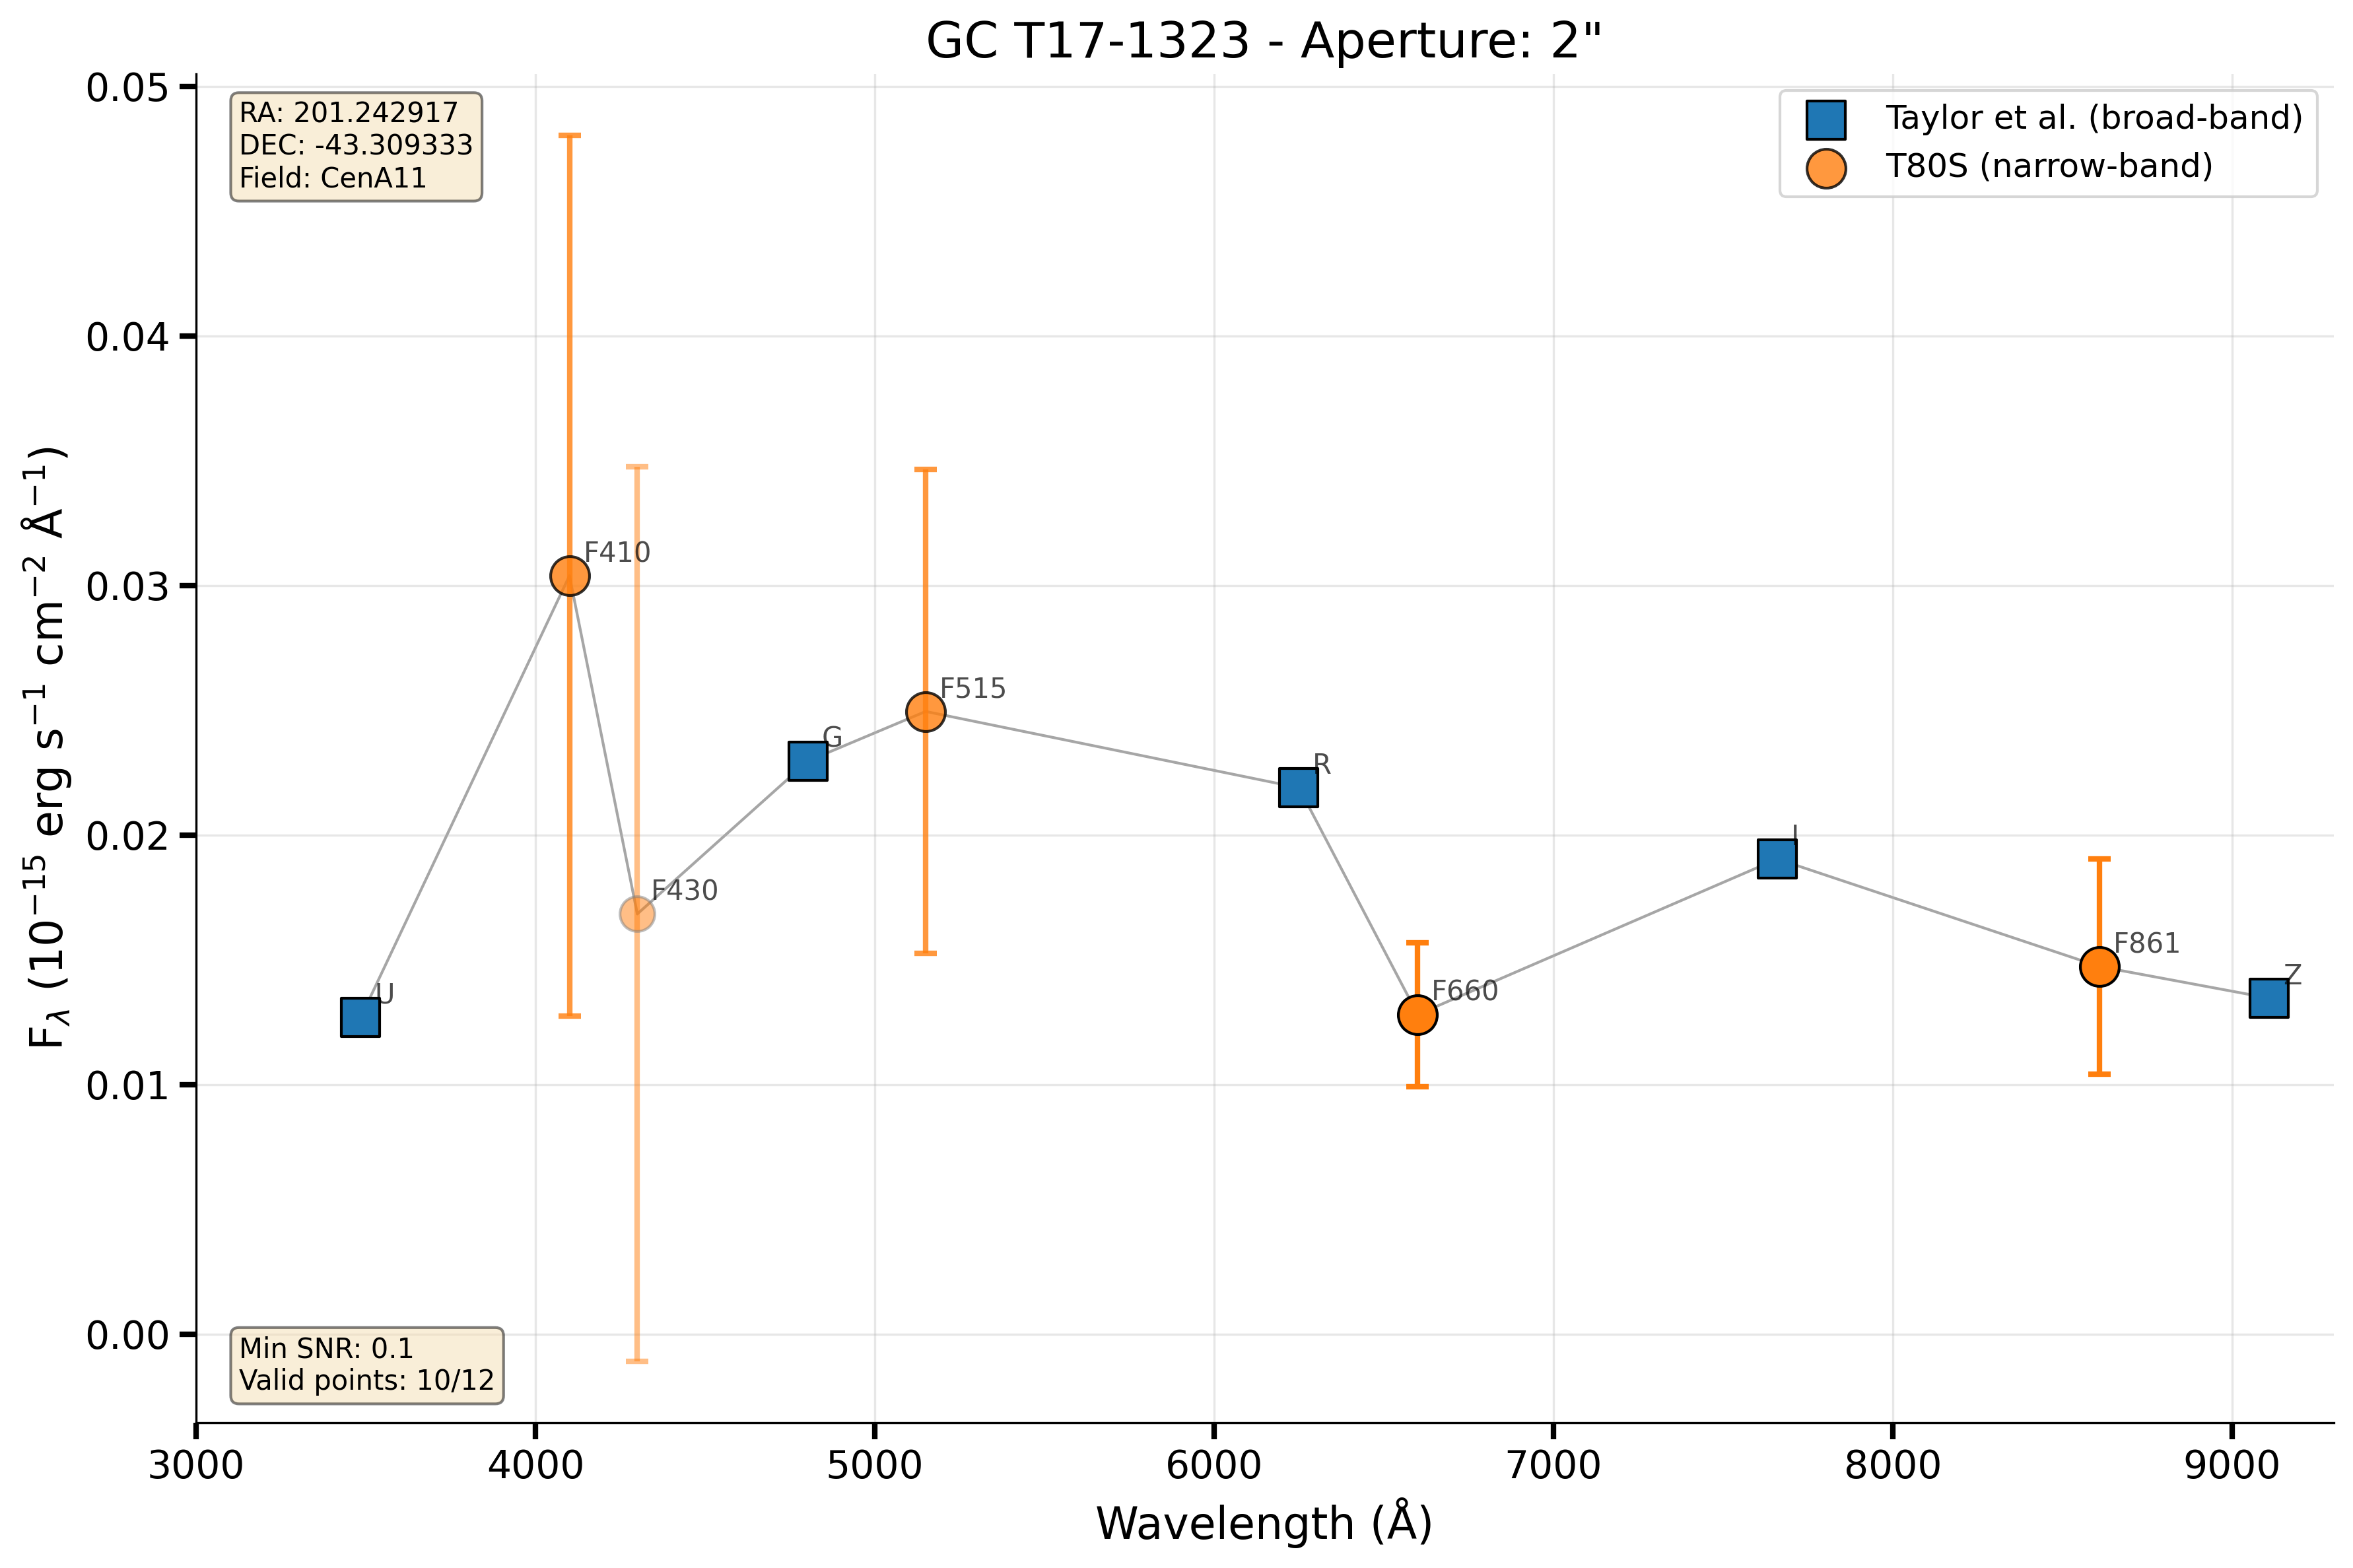 GC T17-1323 - Aperture: 2"
RA: 201.242917
DEC: -43.309333
Field: CenA11
Taylor et al. (broad-band)
T80S (narrow-band)
0.05
0.04
0.03
0.02
0.01
0.00
F_λ (10⁻¹⁵ erg s⁻¹ cm⁻² Å⁻¹)
U
F410
F430
G
F515
R
F660
I
F861
Z
Min SNR: 0.1
Valid points: 10/12
3000 4000 5000 6000 7000 8000 9000
Wavelength (Å)